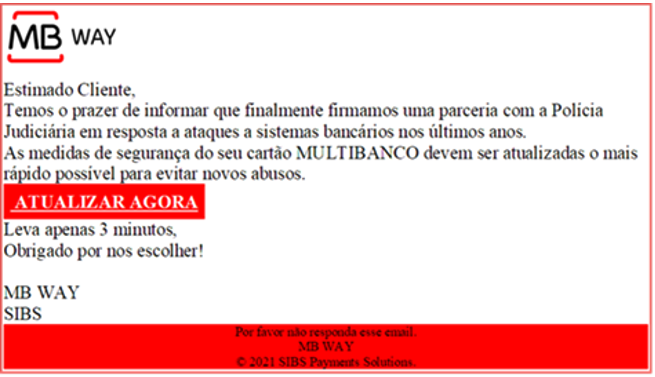 MB WAY
Estimado Cliente,
Temos o prazer de informar que finalmente firmamos uma parceria com a Polícia
Judiciária em resposta a ataques a sistemas bancários nos últimos anos.
As medidas de segurança do seu cartão MULTIBANCO devem ser atualizadas o mais
rápido possível para evitar novos abusos.
ATUALIZAR AGORA
Leva apenas 3 minutos,
Obrigado por nos escolher!
MB WAY
SIBS
Por favor não responda esse email.
MB WAY
© 2021 SIBS Payments Solutions.